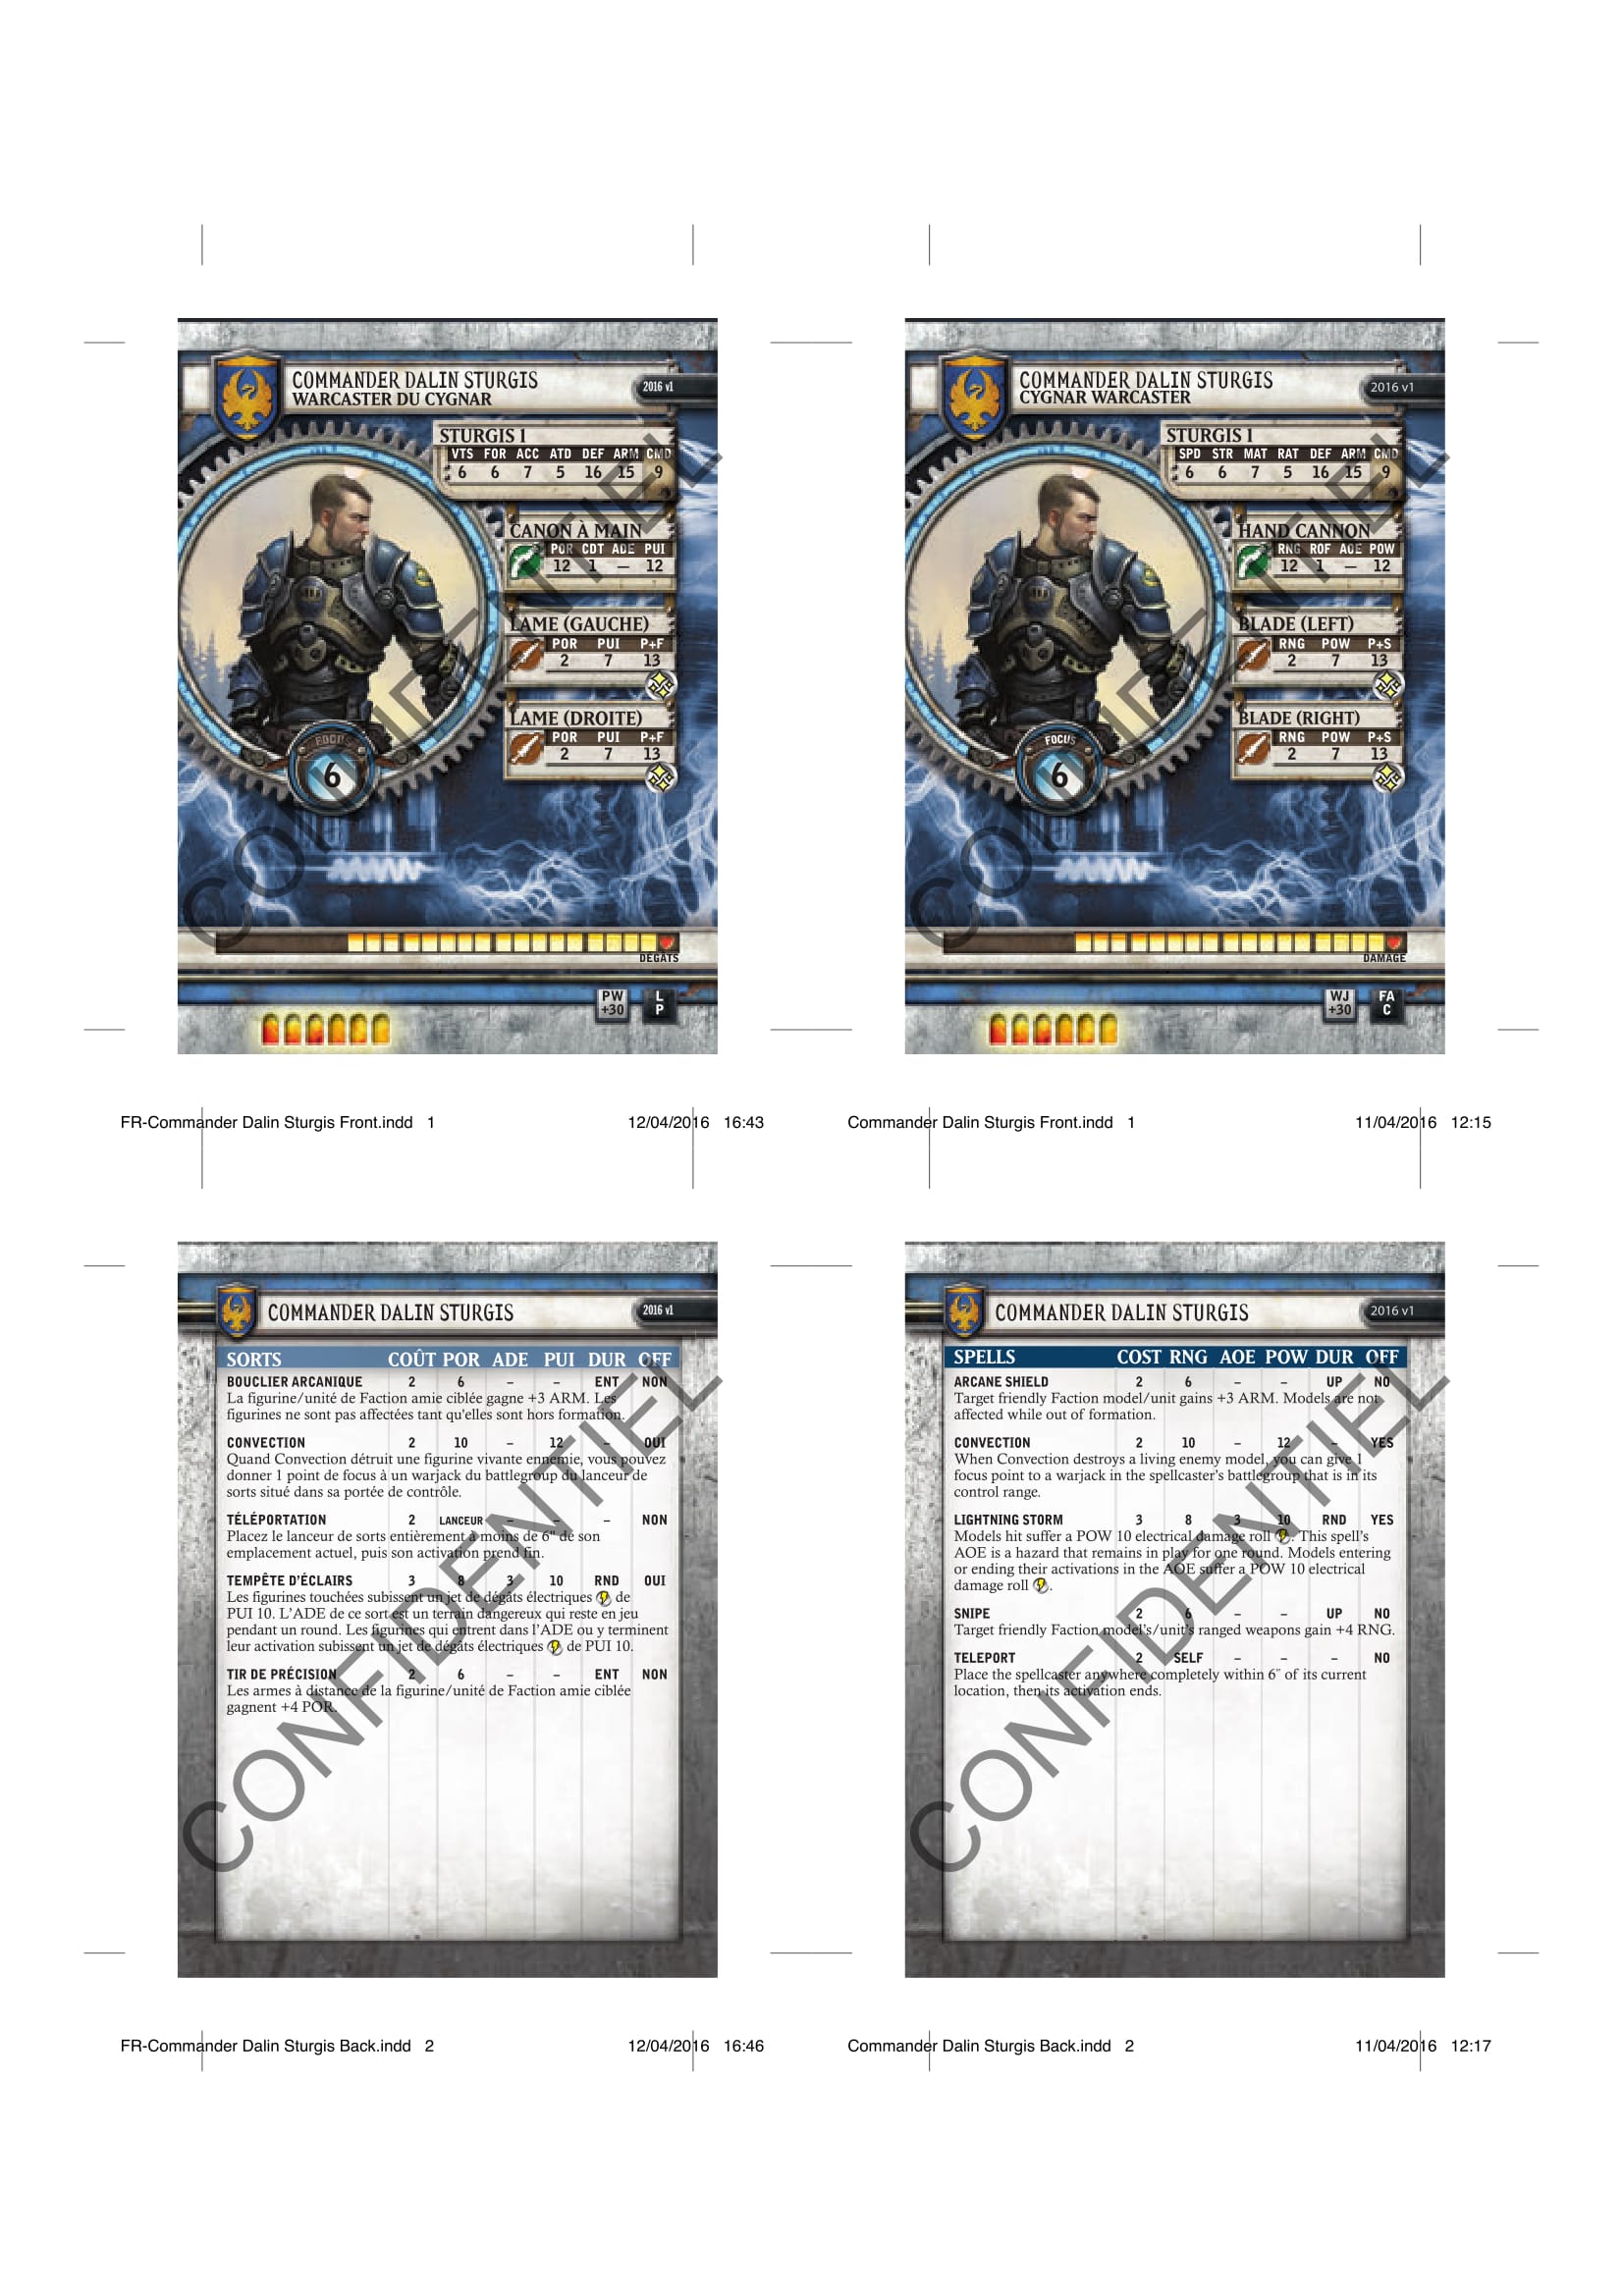 COMMANDER DALIN STURGIS
WARCASTER DU CYGNAR
2016 v1
STURGIS 1
VTS FOR ACC ATD DEF ARM CMD
6 6 7 5 16 15 9
CANON À MAIN
POR CDT ADE PUI
12 1 — 12
LAME (GAUCHE)
POR PUI P+F
2 7 13
LAME (DROITE)
POR PUI P+F
2 7 13
FOCUS
6
DEGATS
PW
+30
L
P
CONFIDENTIEL
FR-Commander Dalin Sturgis Front.indd 1
12/04/2016 16:43
COMMANDER DALIN STURGIS
CYGNAR WARCASTER
2016 v1
STURGIS 1
SPD STR MAT RAT DEF ARM CMD
6 6 7 5 16 15 9
HAND CANNON
RNG ROF AOE POW
12 1 — 12
BLADE (LEFT)
RNG POW P+S
2 7 13
BLADE (RIGHT)
RNG POW P+S
2 7 13
FOCUS
6
DAMAGE
WJ
+30
FA
C
CONFIDENTIEL
Commander Dalin Sturgis Front.indd 1
11/04/2016 12:15
COMMANDER DALIN STURGIS
2016 v1
SORTS COÛT POR ADE PUI DUR OFF
BOUCLIER ARCANIQUE 2 6 – – ENT NON
La figurine/unité de Faction amie ciblée gagne +3 ARM. Les
figurines ne sont pas affectées tant qu'elles sont hors formation.
CONVECTION 2 10 – 12 – OUI
Quand Convection détruit une figurine vivante ennemie, vous pouvez
donner 1 point de focus à un warjack du battlegroup du lanceur de
sorts situé dans sa portée de contrôle.
TÉLÉPORTATION 2 LANCEUR – – – NON
Placez le lanceur de sorts entièrement à moins de 6" de son
emplacement actuel, puis son activation prend fin.
TEMPÊTE D'ÉCLAIRS 3 8 3 10 RND OUI
Les figurines touchées subissent un jet de dégâts électriques de
PUI 10. L'ADE de ce sort est un terrain dangereux qui reste en jeu
pendant un round. Les figurines qui entrent dans l'ADE ou y terminent
leur activation subissent un jet de dégâts électriques de PUI 10.
TIR DE PRÉCISION 2 6 – – ENT NON
Les armes à distance de la figurine/unité de Faction amie ciblée
gagnent +4 POR.
CONFIDENTIEL
FR-Commander Dalin Sturgis Back.indd 2
12/04/2016 16:46
COMMANDER DALIN STURGIS
2016 v1
SPELLS COST RNG AOE POW DUR OFF
ARCANE SHIELD 2 6 – – UP NO
Target friendly Faction model/unit gains +3 ARM. Models are not
affected while out of formation.
CONVECTION 2 10 – 12 – YES
When Convection destroys a living enemy model, you can give 1
focus point to a warjack in the spellcaster's battlegroup that is in its
control range.
LIGHTNING STORM 3 8 3 10 RND YES
Models hit suffer a POW 10 electrical damage roll . This spell's
AOE is a hazard that remains in play for one round. Models entering
or ending their activations in the AOE suffer a POW 10 electrical
damage roll .
SNIPE 2 6 – – UP NO
Target friendly Faction model's/unit's ranged weapons gain +4 RNG.
TELEPORT 2 SELF – – – NO
Place the spellcaster anywhere completely within 6″ of its current
location, then its activation ends.
CONFIDENTIEL
Commander Dalin Sturgis Back.indd 2
11/04/2016 12:17